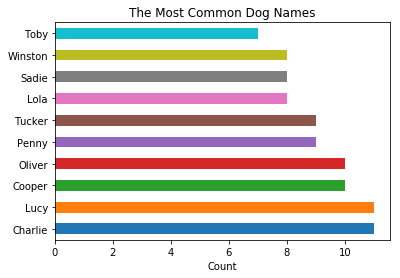 The Most Common Dog Names
Toby
Winston
Sadie
Lola
Tucker
Penny
Oliver
Cooper
Lucy
Charlie
0 2 4 6 8 10
Count